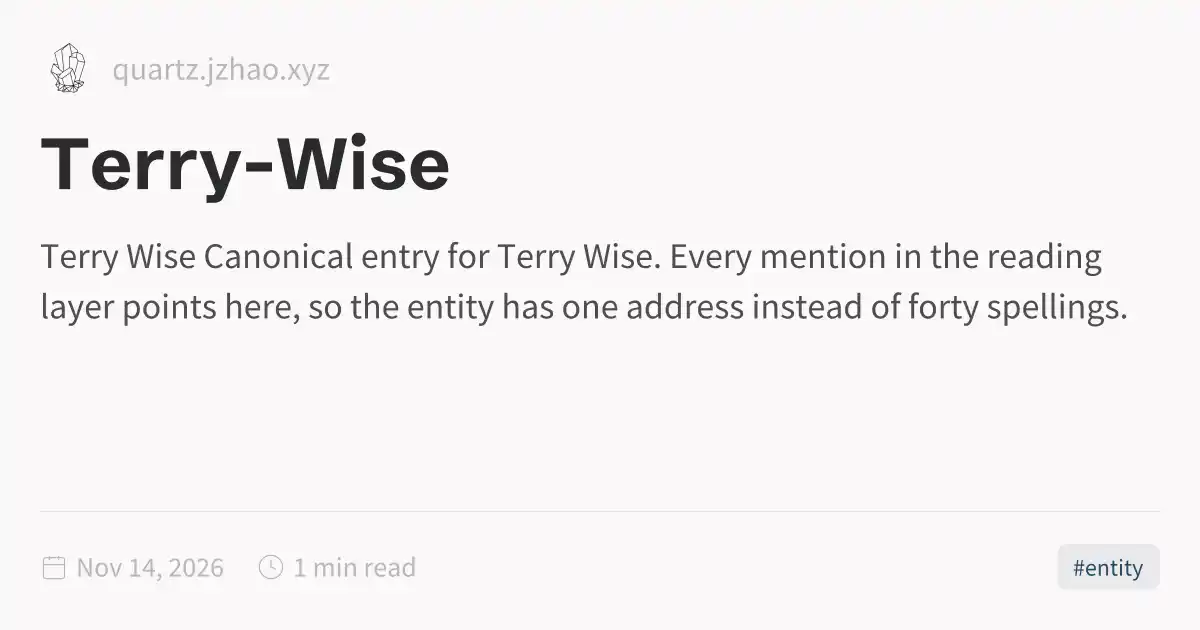 quartz.jzhao.xyz
Terry-Wise
Terry Wise Canonical entry for Terry Wise. Every mention in the reading
layer points here, so the entity has one address instead of forty spellings.
Nov 14, 2026 1 min read #entity